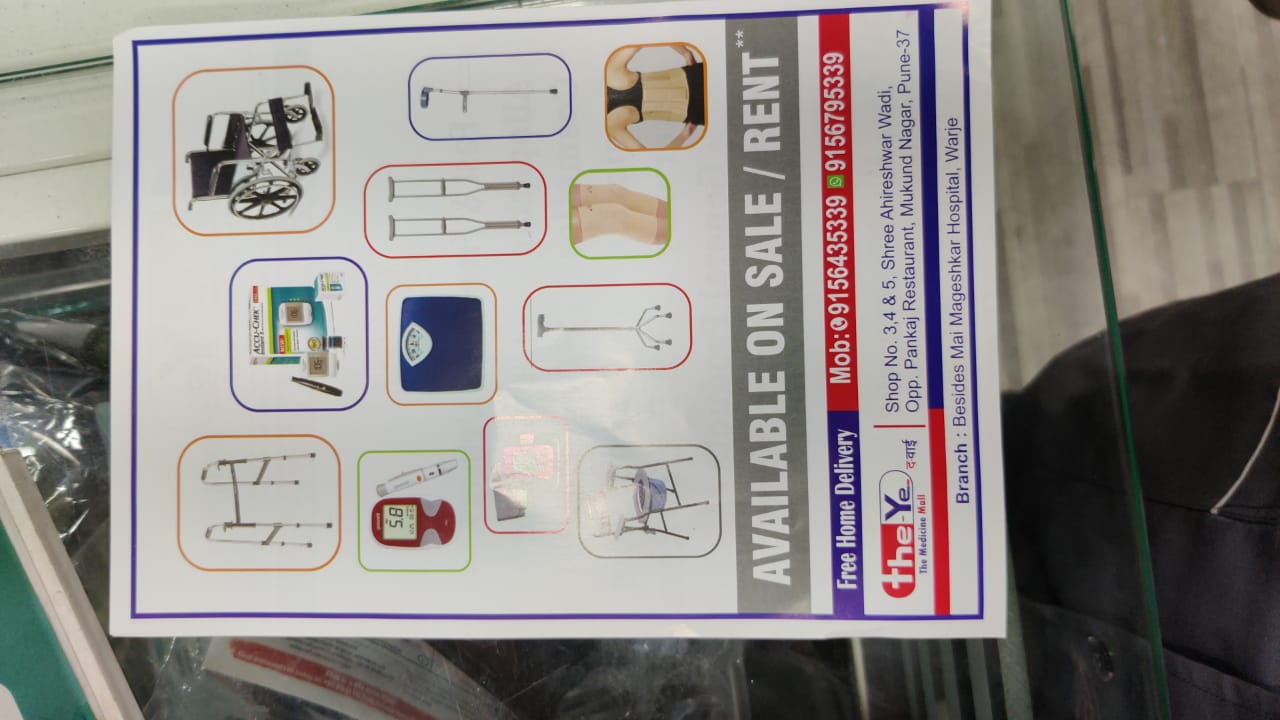 ACCU-CHEK
5.8
AVAILABLE ON SALE / RENT**
Free Home Delivery
Mob: 9156435339 9156795339
the-Ye
द-वाई
The Medicine Mall
Shop No. 3,4 & 5, Shree Ahireshwar Wadi,
Opp. Pankaj Restaurant, Mukund Nagar, Pune-37
Branch : Besides Mai Mageshkar Hospital, Warje